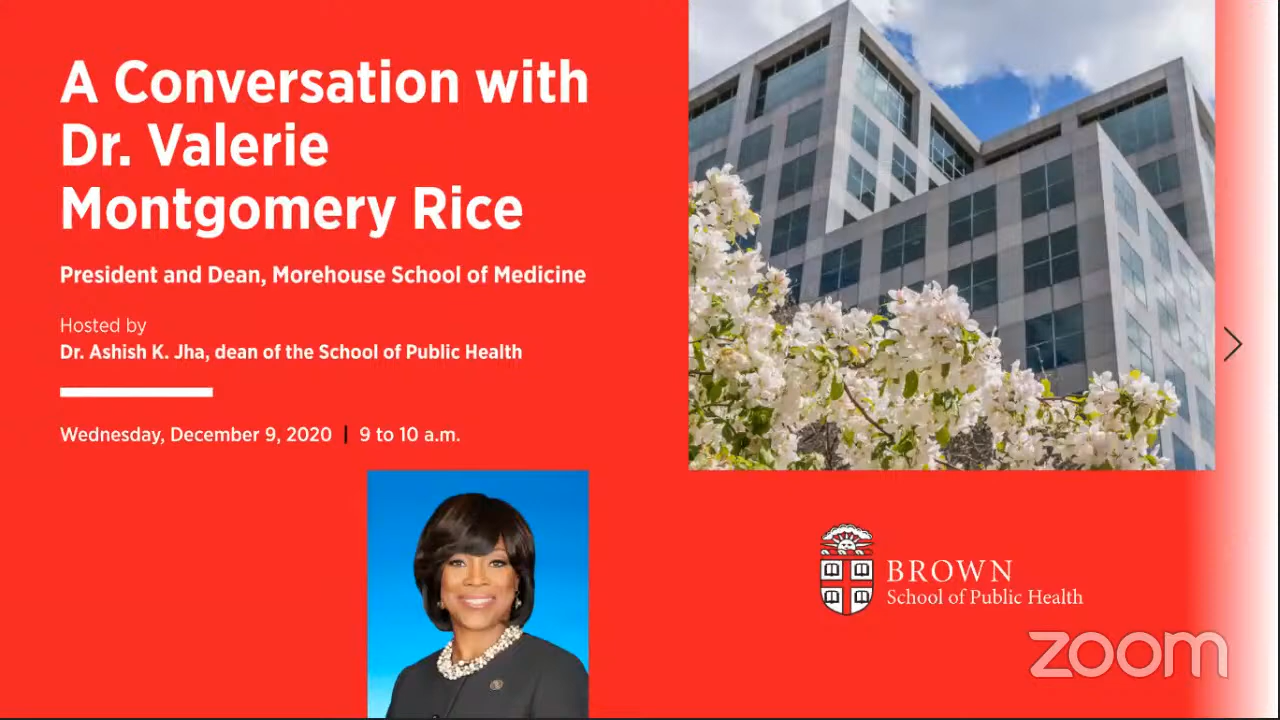 A Conversation with
Dr. Valerie
Montgomery Rice
President and Dean, Morehouse School of Medicine
Hosted by
Dr. Ashish K. Jha, dean of the School of Public Health
Wednesday, December 9, 2020 | 9 to 10 a.m.
BROWN
School of Public Health
zoom